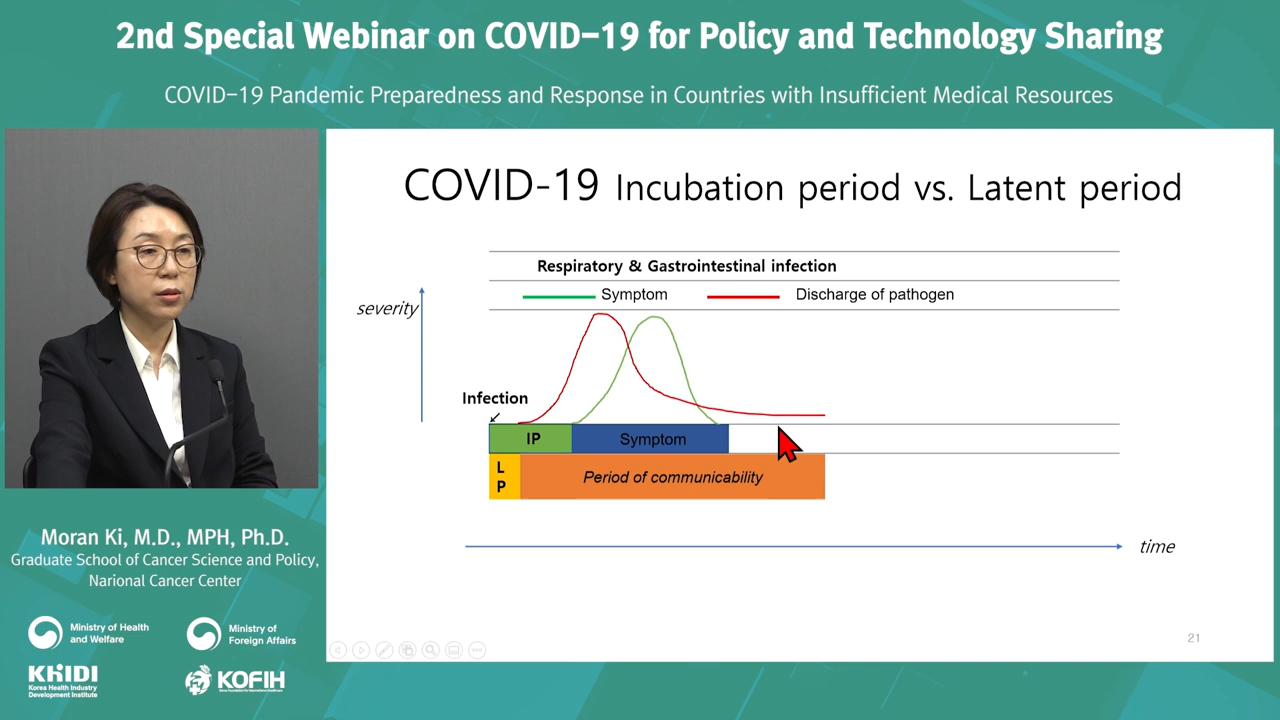 2nd Special Webinar on COVID-19 for Policy and Technology Sharing
COVID-19 Pandemic Preparedness and Response in Countries with Insufficient Medical Resources
COVID-19 Incubation period vs. Latent period
Respiratory & Gastrointestinal infection
Symptom
Discharge of pathogen
severity
Infection
IP
Symptom
L
P
Period of communicability
time
21
Moran Ki, M.D., MPH, Ph.D.
Graduate School of Cancer Science and Policy,
Narional Cancer Center
Ministry of Health
and Welfare
Ministry of
Foreign Affairs
KHIDI
Korea Health Industry
Development Institute
KOFIH